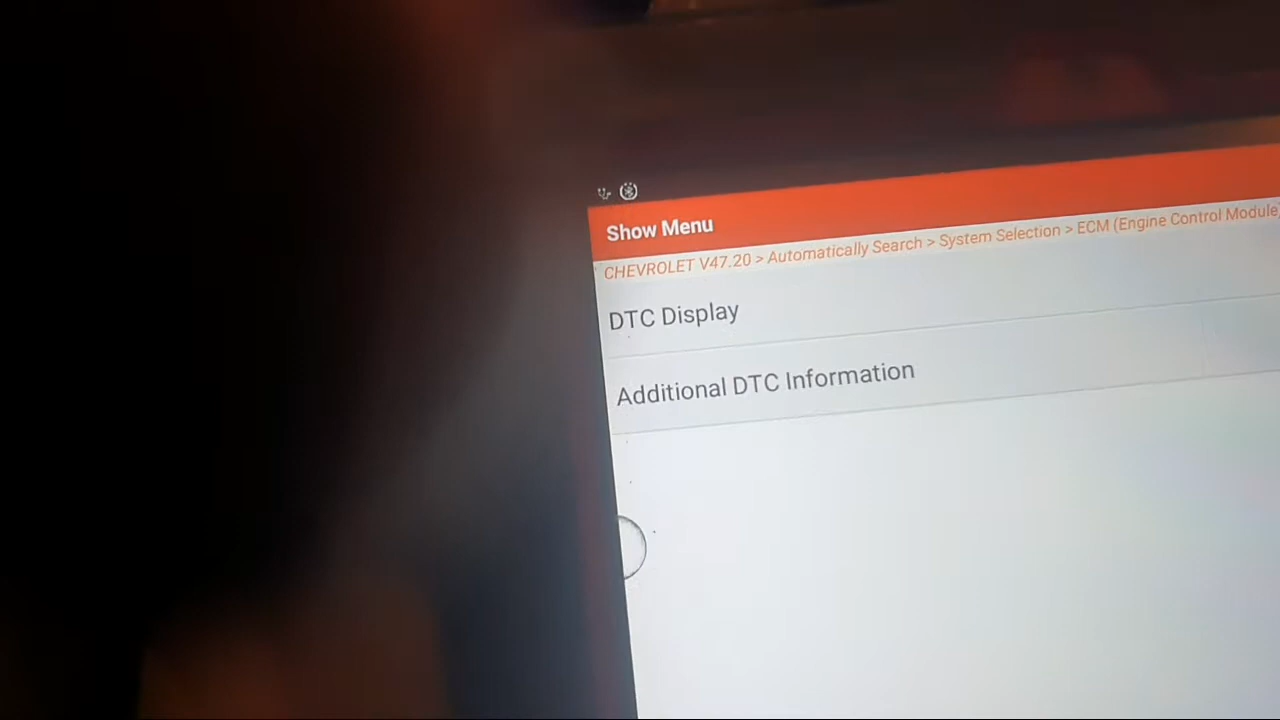 Show Menu
CHEVROLET V47.20 > Automatically Search > System Selection > ECM (Engine Control Module)
DTC Display
Additional DTC Information